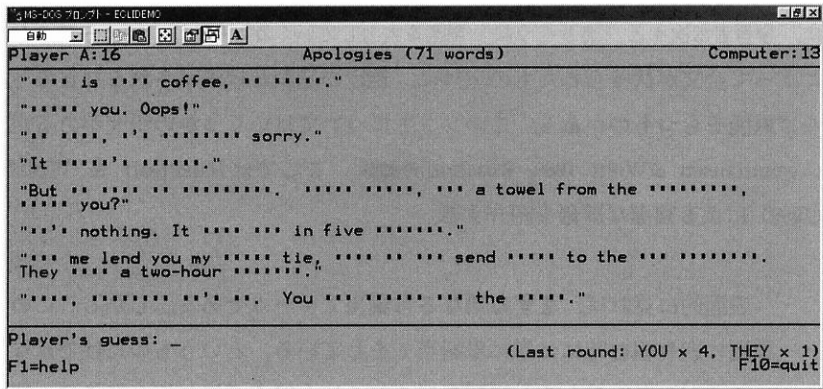 MS-DOS プロンプト - ECLIDEMO
自動
A
Player A:16 Apologies (71 words) Computer:13
"▪▪▪▪ is ▪▪▪▪ coffee, ▪▪ ▪▪▪▪▪."
"▪▪▪▪▪ you. Oops!"
"▪▪ ▪▪▪▪, ▪'▪ ▪▪▪▪▪▪▪▪ sorry."
"It ▪▪▪▪▪'▪ ▪▪▪▪▪▪."
"But ▪▪ ▪▪▪▪ ▪▪ ▪▪▪▪▪▪▪▪▪. ▪▪▪▪▪ ▪▪▪▪▪, ▪▪▪ a towel from the ▪▪▪▪▪▪▪▪▪,
▪▪▪▪▪ you?"
"▪▪'▪ nothing. It ▪▪▪▪ ▪▪▪ in five ▪▪▪▪▪▪▪."
"▪▪▪ me lend you my ▪▪▪▪▪ tie, ▪▪▪▪ ▪▪ ▪▪▪ send ▪▪▪▪▪ to the ▪▪▪ ▪▪▪▪▪▪▪▪.
They ▪▪▪▪ a two-hour ▪▪▪▪▪▪▪."
"▪▪▪▪, ▪▪▪▪▪▪▪▪ ▪▪'▪ ▪▪. You ▪▪▪ ▪▪▪▪▪▪ ▪▪▪ the ▪▪▪▪▪."
Player's guess: _
(Last round: YOU x 4, THEY x 1)
F1=help F10=quit